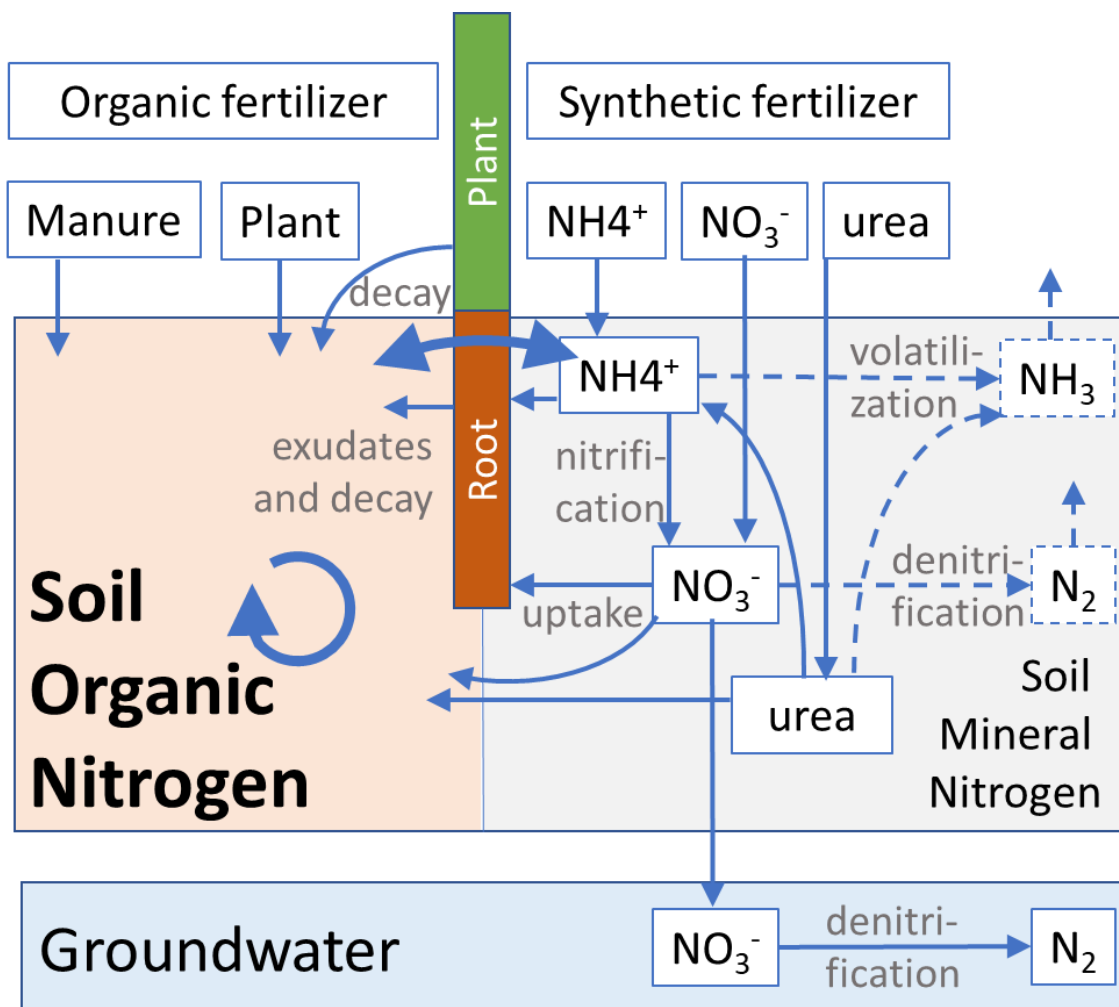 Organic fertilizer
Synthetic fertilizer
Plant
Manure
Plant
NH4⁺
NO₃⁻
urea
decay
Root
NH4⁺
volatili-
zation
NH₃
exudates
and decay
nitrifi-
cation
NO₃⁻
uptake
denitri-
fication
N₂
Soil
Organic
Nitrogen
urea
Soil
Mineral
Nitrogen
Groundwater
NO₃⁻
denitri-
fication
N₂